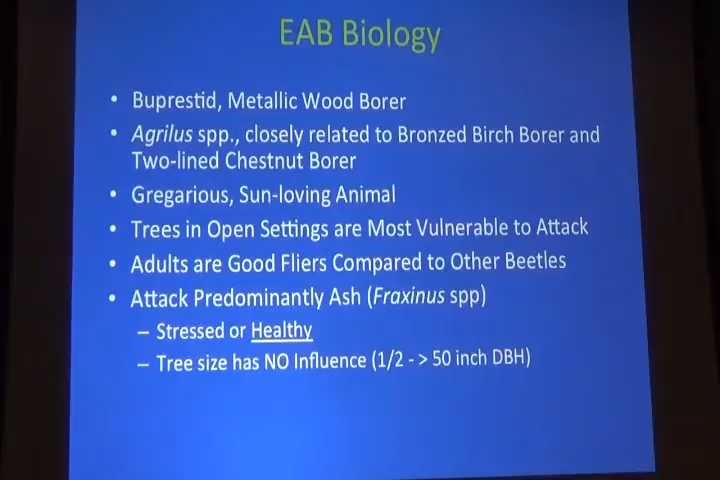 EAB Biology
• Buprestid, Metallic Wood Borer
• Agrilus spp., closely related to Bronzed Birch Borer and
Two-lined Chestnut Borer
• Gregarious, Sun-loving Animal
• Trees in Open Settings are Most Vulnerable to Attack
• Adults are Good Fliers Compared to Other Beetles
• Attack Predominantly Ash (Fraxinus spp)
– Stressed or Healthy
– Tree size has NO Influence (1/2 - > 50 inch DBH)